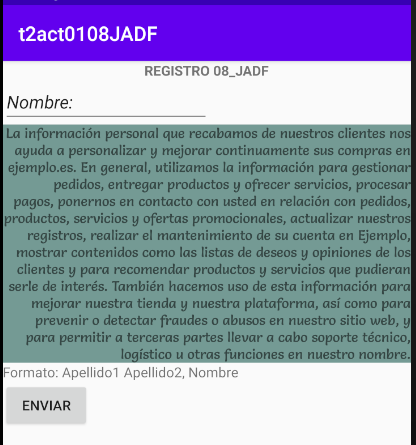 t2act0108JADF
REGISTRO 08_JADF
Nombre:
La información personal que recabamos de nuestros clientes nos
ayuda a personalizar y mejorar continuamente sus compras en
ejemplo.es. En general, utilizamos la información para gestionar
pedidos, entregar productos y ofrecer servicios, procesar
pagos, ponernos en contacto con usted en relación con pedidos,
productos, servicios y ofertas promocionales, actualizar nuestros
registros, realizar el mantenimiento de su cuenta en Ejemplo,
mostrar contenidos como las listas de deseos y opiniones de los
clientes y para recomendar productos y servicios que pudieran
serle de interés. También hacemos uso de esta información para
mejorar nuestra tienda y nuestra plataforma, así como para
prevenir o detectar fraudes o abusos en nuestro sitio web, y
para permitir a terceras partes llevar a cabo soporte técnico,
logístico u otras funciones en nuestro nombre.
Formato: Apellido1 Apellido2, Nombre
ENVIAR